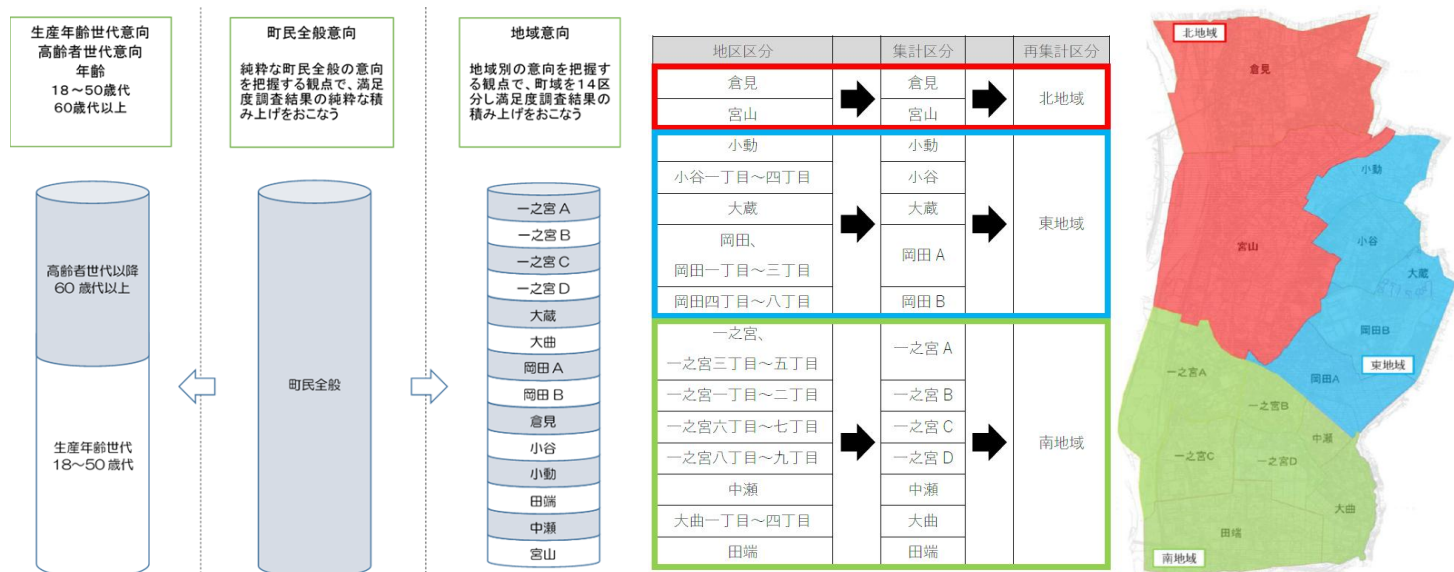 生産年齢世代意向
高齢者世代意向
年齢
18～50歳代
60歳代以上
町民全般意向
純粋な町民全般の意向
を把握する観点で、満足
度調査結果の純粋な積
み上げをおこなう
地域意向
地域別の意向を把握す
る観点で、町域を14区
分し満足度調査結果の
積み上げをおこなう
高齢者世代以降
60歳代以上
生産年齢世代
18～50歳代
町民全般
一之宮A
一之宮B
一之宮C
一之宮D
大蔵
大曲
岡田A
岡田B
倉見
小谷
小動
田端
中瀬
宮山
地区区分
集計区分
再集計区分
倉見
倉見
北地域
宮山
宮山
小動
小動
小谷一丁目～四丁目
小谷
大蔵
大蔵
東地域
岡田、
岡田一丁目～三丁目
岡田A
岡田四丁目～八丁目
岡田B
一之宮、
一之宮三丁目～五丁目
一之宮A
一之宮一丁目～二丁目
一之宮B
一之宮六丁目～七丁目
一之宮C
南地域
一之宮八丁目～九丁目
一之宮D
中瀬
中瀬
大曲一丁目～四丁目
大曲
田端
田端
北地域
倉見
小動
宮山
小谷
大蔵
岡田B
東地域
岡田A
一之宮A
一之宮B
中瀬
一之宮C
一之宮D
大曲
田端
南地域